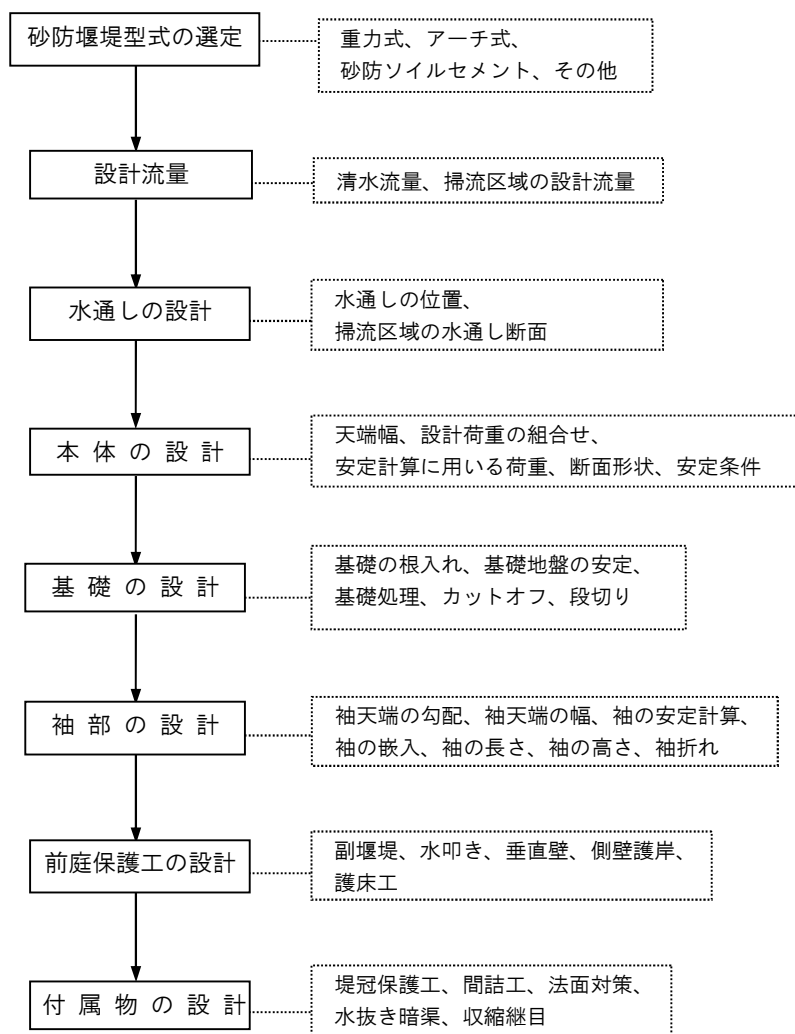 砂防堰堤型式の選定
重力式、アーチ式、
砂防ソイルセメント、その他
設計流量
清水流量、掃流区域の設計流量
水通しの設計
水通しの位置、
掃流区域の水通し断面
本体の設計
天端幅、設計荷重の組合せ、
安定計算に用いる荷重、断面形状、安定条件
基礎の設計
基礎の根入れ、基礎地盤の安定、
基礎処理、カットオフ、段切り
袖部の設計
袖天端の勾配、袖天端の幅、袖の安定計算、
袖の嵌入、袖の長さ、袖の高さ、袖折れ
前庭保護工の設計
副堰堤、水叩き、垂直壁、側壁護岸、
護床工
付属物の設計
堤冠保護工、間詰工、法面対策、
水抜き暗渠、収縮継目